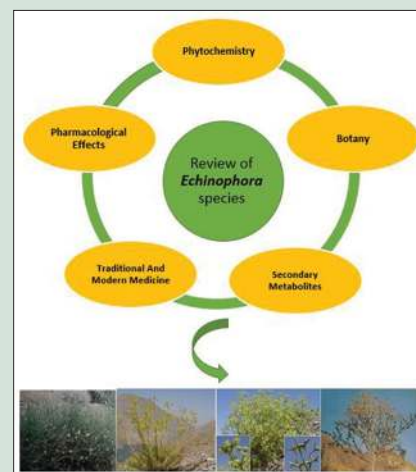 Phytochemistry
Pharmacological
Effects
Botany
Review of
Echinophora
species
Traditional And
Modern Medicine
Secondary
Metabolites